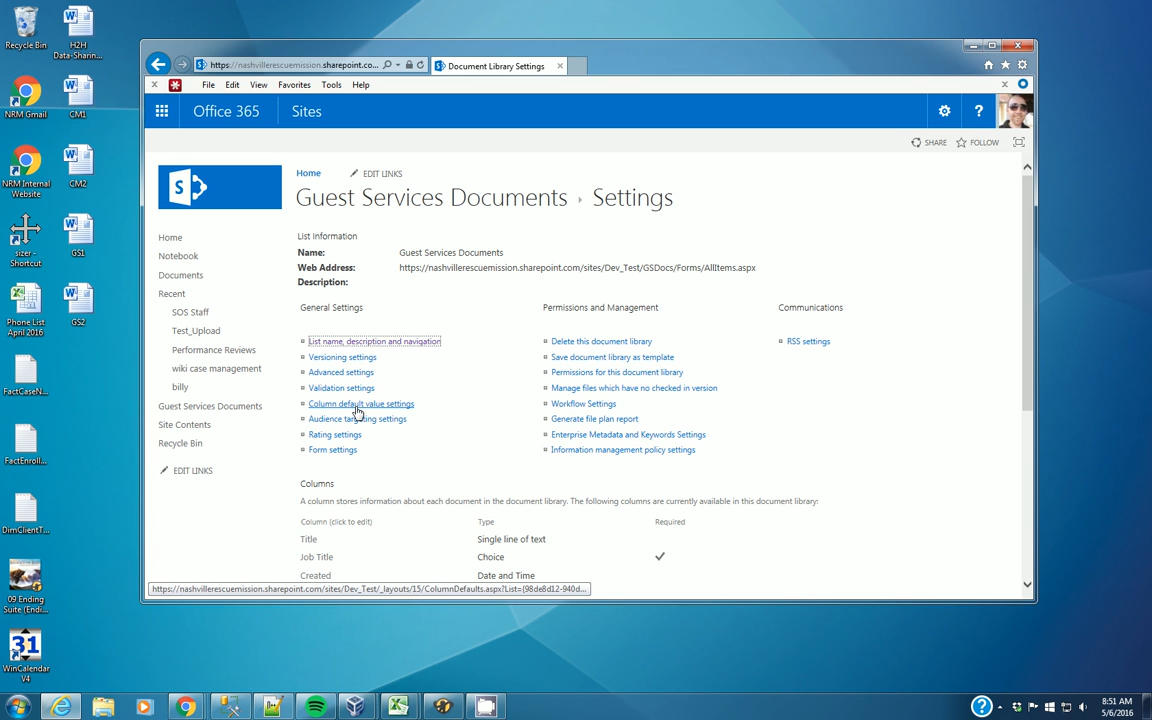 Recycle Bin
H2H
Data-Sharin...
NRM Gmail
CM1
NRM Internal
Website
CM2
sizer -
Shortcut
GS1
Phone List
April 2016
GS2
FactCaseN...
FactEnroll...
DimClientT...
09 Ending
Suite (Endi...
31
WinCalendar
V4
https://nashvillerescuemission.sharepoint.co...
Document Library Settings
File Edit View Favorites Tools Help
Office 365
Sites
?
SHARE FOLLOW
S
Home EDIT LINKS
Guest Services Documents › Settings
Home
Notebook
Documents
Recent
SOS Staff
Test_Upload
Performance Reviews
wiki case management
billy
Guest Services Documents
Site Contents
Recycle Bin
EDIT LINKS
List Information
Name: Guest Services Documents
Web Address: https://nashvillerescuemission.sharepoint.com/sites/Dev_Test/GSDocs/Forms/AllItems.aspx
Description:
General Settings
List name, description and navigation
Versioning settings
Advanced settings
Validation settings
Column default value settings
Audience targeting settings
Rating settings
Form settings
Permissions and Management
Delete this document library
Save document library as template
Permissions for this document library
Manage files which have no checked in version
Workflow Settings
Generate file plan report
Enterprise Metadata and Keywords Settings
Information management policy settings
Communications
RSS settings
Columns
A column stores information about each document in the document library. The following columns are currently available in this document library:
Column (click to edit) Type Required
Title Single line of text
Job Title Choice
Created Date and Time
https://nashvillerescuemission.sharepoint.com/sites/Dev_Test/_layouts/15/ColumnDefaults.aspx?List={98de8d12-940d...
8:51 AM
5/6/2016